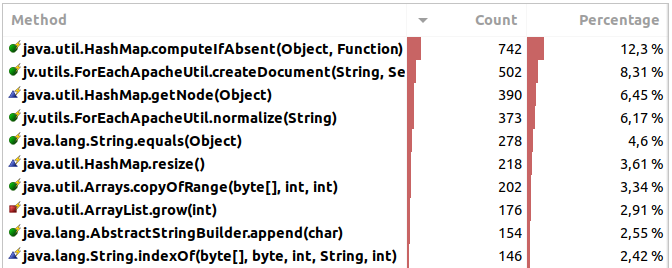 Method Count Percentage
java.util.HashMap.computeIfAbsent(Object, Function) 742 12,3 %
jv.utils.ForEachApacheUtil.createDocument(String, Se 502 8,31 %
java.util.HashMap.getNode(Object) 390 6,45 %
jv.utils.ForEachApacheUtil.normalize(String) 373 6,17 %
java.lang.String.equals(Object) 278 4,6 %
java.util.HashMap.resize() 218 3,61 %
java.util.Arrays.copyOfRange(byte[], int, int) 202 3,34 %
java.util.ArrayList.grow(int) 176 2,91 %
java.lang.AbstractStringBuilder.append(char) 154 2,55 %
java.lang.String.indexOf(byte[], byte, int, String, int) 146 2,42 %